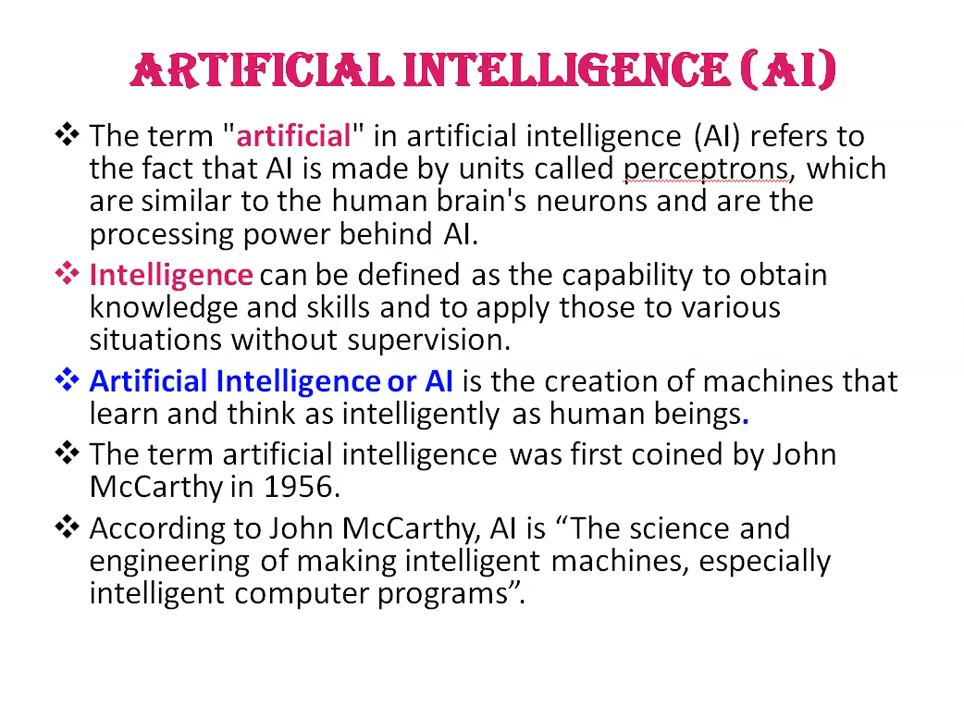 ARTIFICIAL INTELLIGENCE (AI)
❖ The term "artificial" in artificial intelligence (AI) refers to
the fact that AI is made by units called perceptrons, which
are similar to the human brain's neurons and are the
processing power behind AI.
❖ Intelligence can be defined as the capability to obtain
knowledge and skills and to apply those to various
situations without supervision.
❖ Artificial Intelligence or AI is the creation of machines that
learn and think as intelligently as human beings.
❖ The term artificial intelligence was first coined by John
McCarthy in 1956.
❖ According to John McCarthy, AI is “The science and
engineering of making intelligent machines, especially
intelligent computer programs”.